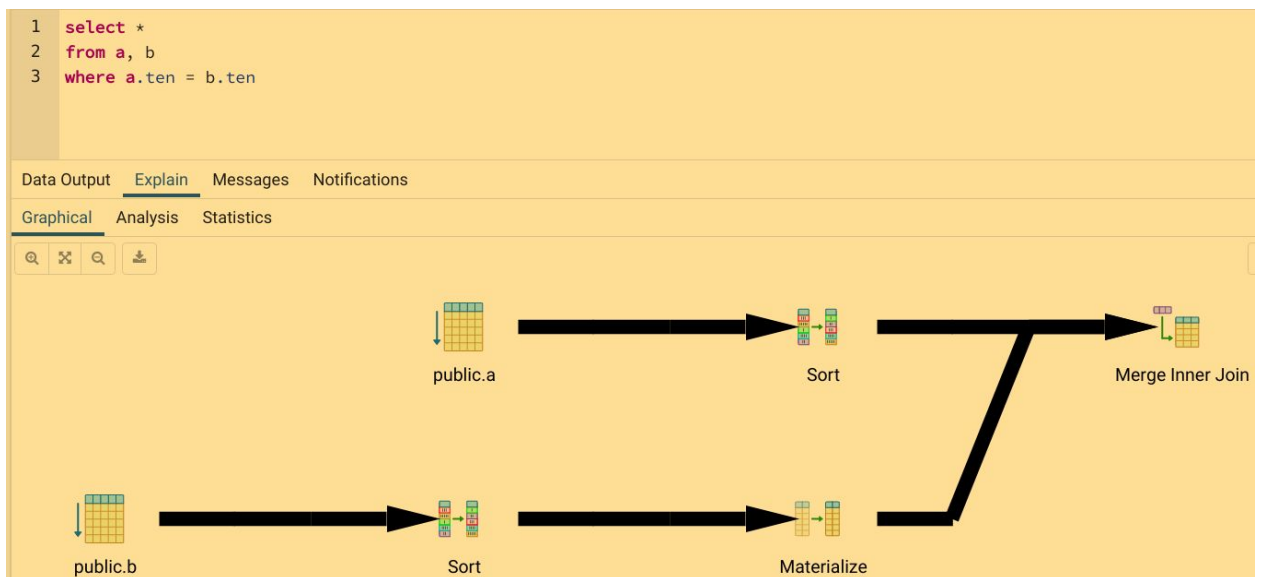 1 select *
2 from a, b
3 where a.ten = b.ten
Data Output Explain Messages Notifications
Graphical Analysis Statistics
public.a Sort Merge Inner Join
public.b Sort Materialize